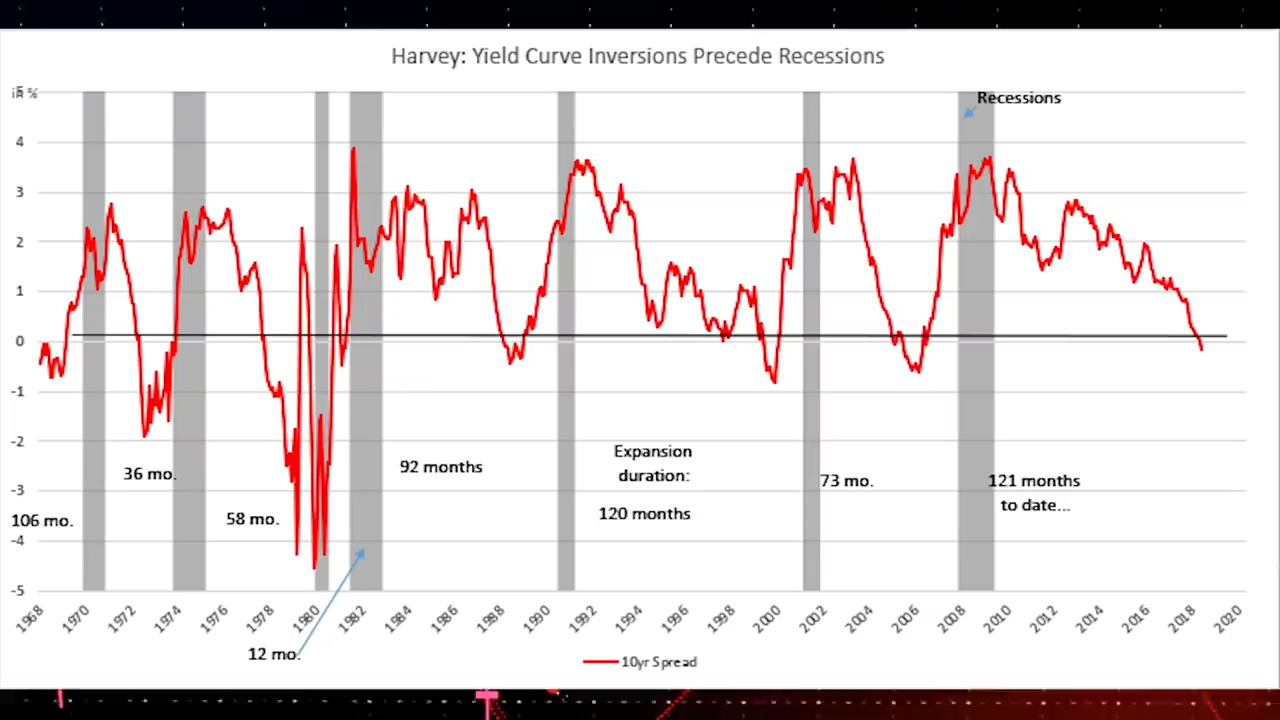 Harvey: Yield Curve Inversions Precede Recessions
in %
5
Recessions
4
3
2
1
0
-1
-2
-3
-4
-5
106 mo.
36 mo.
58 mo.
12 mo.
92 months
Expansion
duration:
120 months
73 mo.
121 months
to date...
1968 1970 1972 1974 1976 1978 1980 1982 1984 1986 1988 1990 1992 1994 1996 1998 2000 2002 2004 2006 2008 2010 2012 2014 2016 2018 2020
10yr Spread